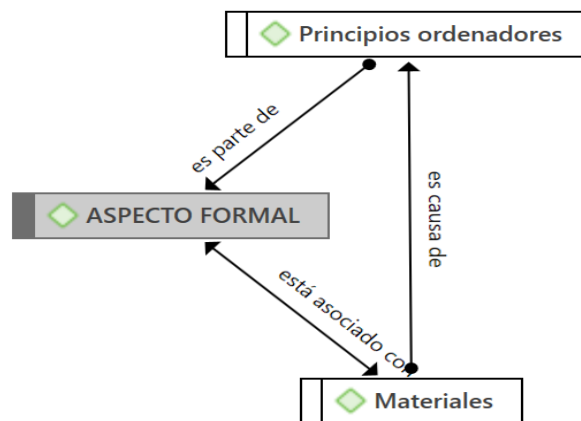 Principios ordenadores
es parte de
es causa de
ASPECTO FORMAL
está asociado con
Materiales